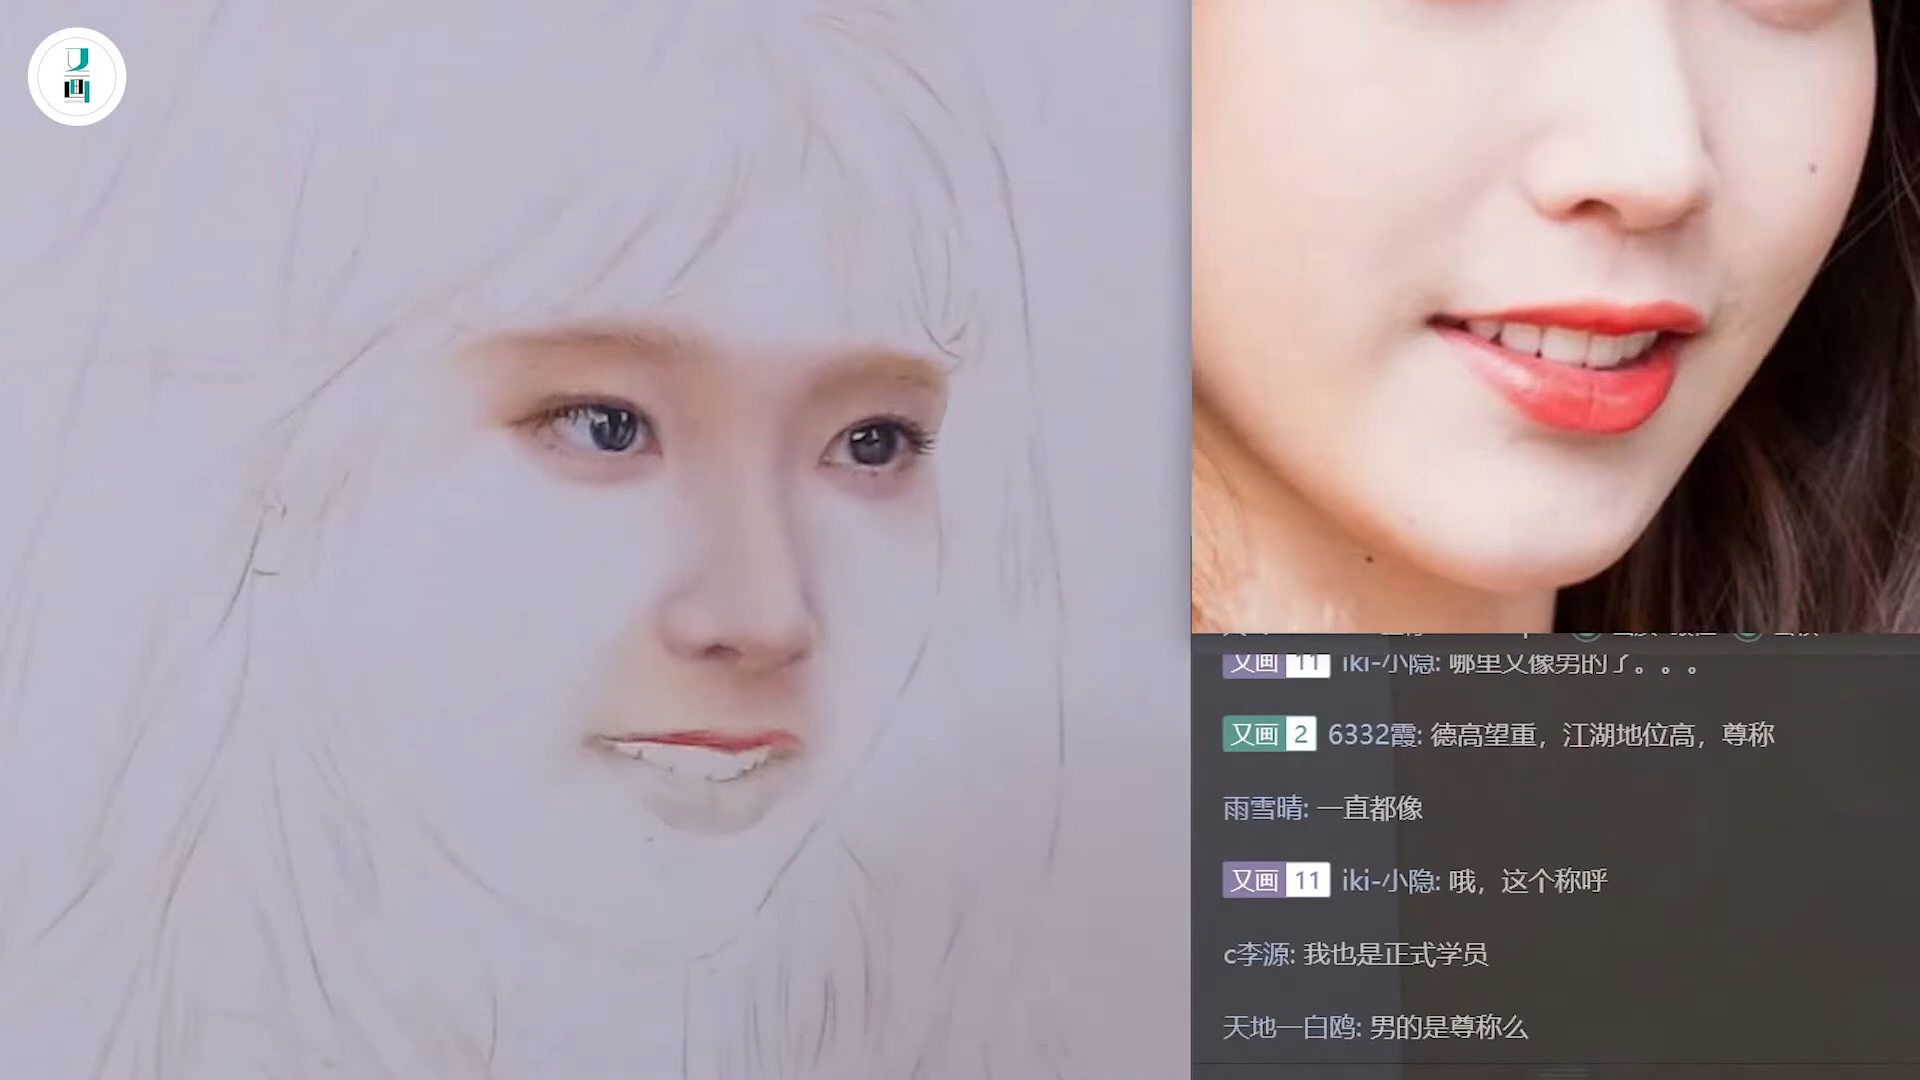 又画 11 iki-小隐: 哪里又像男的了。。。
又画 2 6332霞: 德高望重，江湖地位高，尊称
雨雪晴: 一直都像
又画 11 iki-小隐: 哦，这个称呼
c李源: 我也是正式学员
天地一白鸥: 男的是尊称么